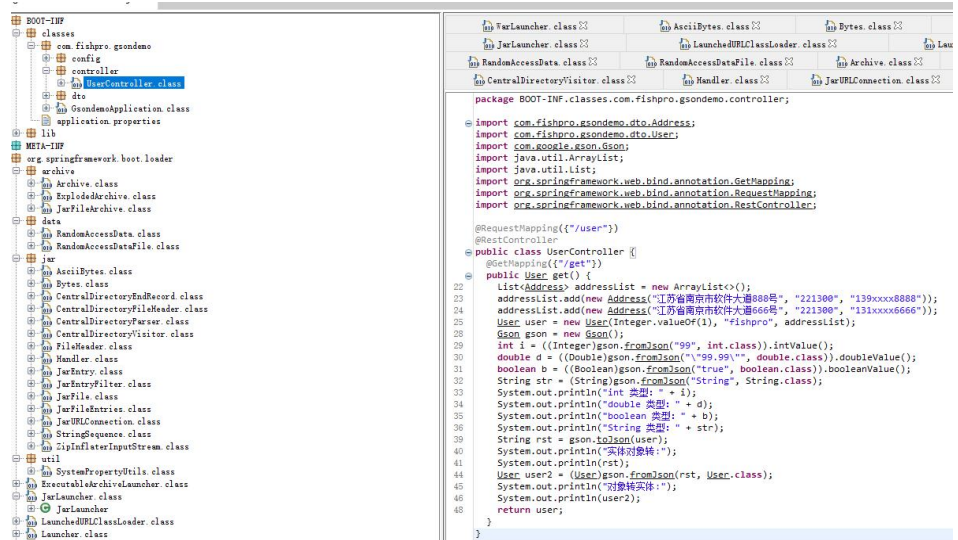 BOOT-INF
classes
com.fishpro.gsondemo
config
controller
UserController.class
dto
GsondemoApplication.class
application.properties
lib
META-INF
org.springframework.boot.loader
archive
Archive.class
ExplodedArchive.class
JarFileArchive.class
data
RandomAccessData.class
RandomAccessDataFile.class
jar
AsciiBytes.class
Bytes.class
CentralDirectoryEndRecord.class
CentralDirectoryFileHeader.class
CentralDirectoryParser.class
CentralDirectoryVisitor.class
FileHeader.class
Handler.class
JarEntry.class
JarEntryFilter.class
JarFile.class
JarFileEntries.class
JarURLConnection.class
StringSequence.class
ZipInflaterInputStream.class
util
SystemPropertyUtils.class
ExecutableArchiveLauncher.class
JarLauncher.class
JarLauncher
LaunchedURLClassLoader.class
Launcher.class
WarLauncher.class AsciiBytes.class Bytes.class
JarLauncher.class LaunchedURLClassLoader.class Lau
RandomAccessData.class RandomAccessDataFile.class Archive.class
CentralDirectoryVisitor.class Handler.class JarURLConnection.class
package BOOT-INF.classes.com.fishpro.gsondemo.controller;
import com.fishpro.gsondemo.dto.Address;
import com.fishpro.gsondemo.dto.User;
import com.google.gson.Gson;
import java.util.ArrayList;
import java.util.List;
import org.springframework.web.bind.annotation.GetMapping;
import org.springframework.web.bind.annotation.RequestMapping;
import org.springframework.web.bind.annotation.RestController;
@RequestMapping({"/user"})
@RestController
public class UserController {
@GetMapping({"/get"})
public User get() {
22 List<Address> addressList = new ArrayList<>();
23 addressList.add(new Address("江苏省南京市软件大道888号", "221300", "139xxxx8888"));
24 addressList.add(new Address("江苏省南京市软件大道666号", "221300", "131xxxx6666"));
25 User user = new User(Integer.valueOf(1), "fishpro", addressList);
28 Gson gson = new Gson();
29 int i = ((Integer)gson.fromJson("99", int.class)).intValue();
30 double d = ((Double)gson.fromJson("\"99.99\"", double.class)).doubleValue();
31 boolean b = ((Boolean)gson.fromJson("true", boolean.class)).booleanValue();
32 String str = (String)gson.fromJson("String", String.class);
33 System.out.println("int 类型: " + i);
34 System.out.println("double 类型: " + d);
35 System.out.println("boolean 类型: " + b);
36 System.out.println("String 类型: " + str);
39 String rst = gson.toJson(user);
40 System.out.println("实体对象转:");
41 System.out.println(rst);
44 User user2 = (User)gson.fromJson(rst, User.class);
45 System.out.println("对象转实体:");
46 System.out.println(user2);
48 return user;
}
}